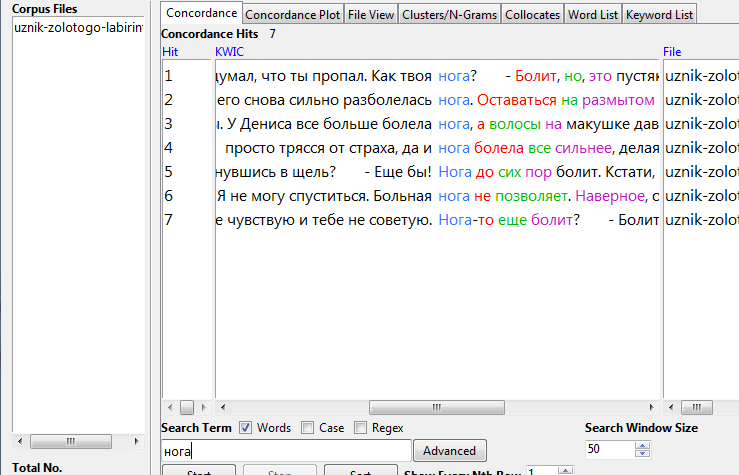 Corpus Files
uznik-zolotogo-labirin
Concordance Concordance Plot File View Clusters/N-Grams Collocates Word List Keyword List
Concordance Hits 7
Hit KWIC File
1 думал, что ты пропал. Как твоя нога? - Болит, но, это пустяк uznik-zolot
2 его снова сильно разболелась нога. Оставаться на размытом uznik-zolot
3 ы. У Дениса все больше болела нога, а волосы на макушке дав uznik-zolot
4 просто трясся от страха, да и нога болела все сильнее, делая uznik-zolot
5 нувшись в щель? - Еще бы! Нога до сих пор болит. Кстати, uznik-zolot
6 Я не могу спуститься. Больная нога не позволяет. Наверное, о uznik-zolot
7 е чувствую и тебе не советую. Нога-то еще болит? - Болит uznik-zolot
Search Term Words Case Regex Search Window Size
нога Advanced 50
Total No.
Start Stop Sort Show Every Nth Row 1